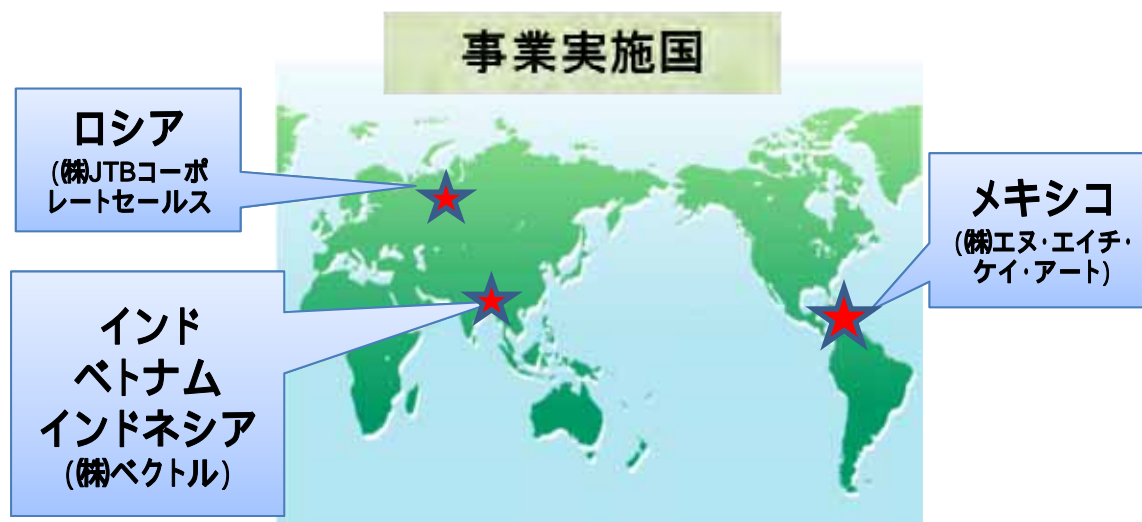 事業実施国
ロシア
(㈱JTBコーポ
レートセールス
インド
ベトナム
インドネシア
(㈱ベクトル)
メキシコ
(㈱エヌ・エイチ・
ケイ・アート)